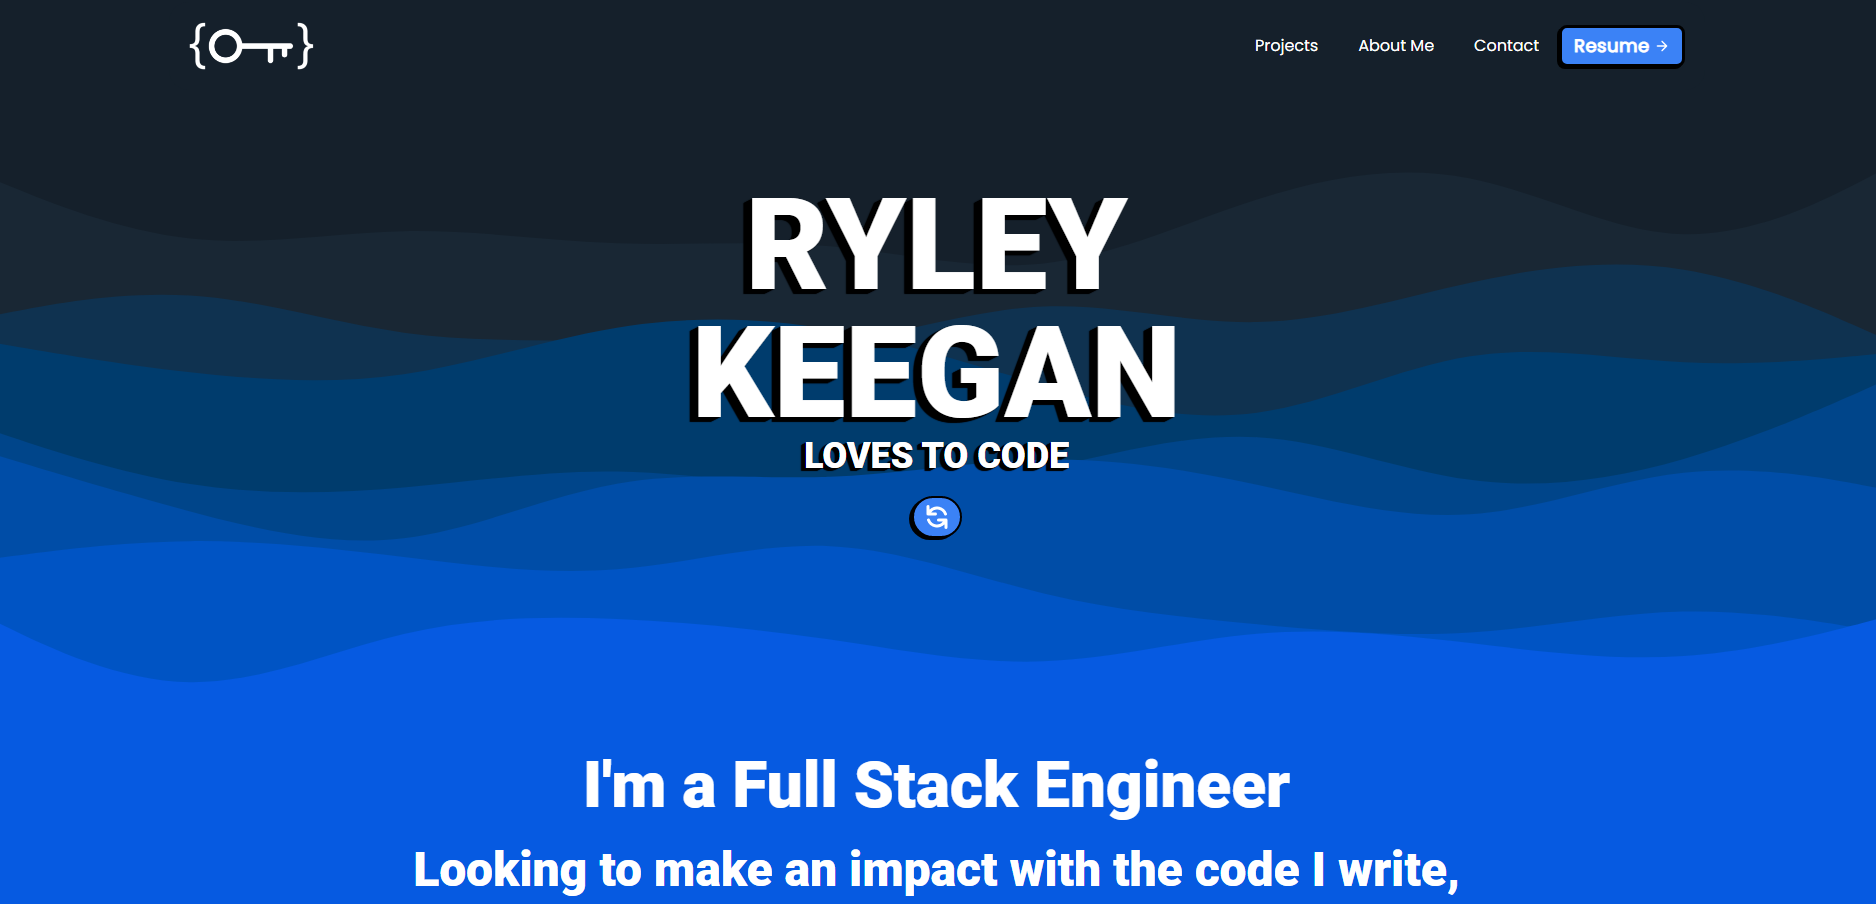 Projects About Me Contact Resume →
RYLEY
KEEGAN
LOVES TO CODE
I'm a Full Stack Engineer
Looking to make an impact with the code I write,